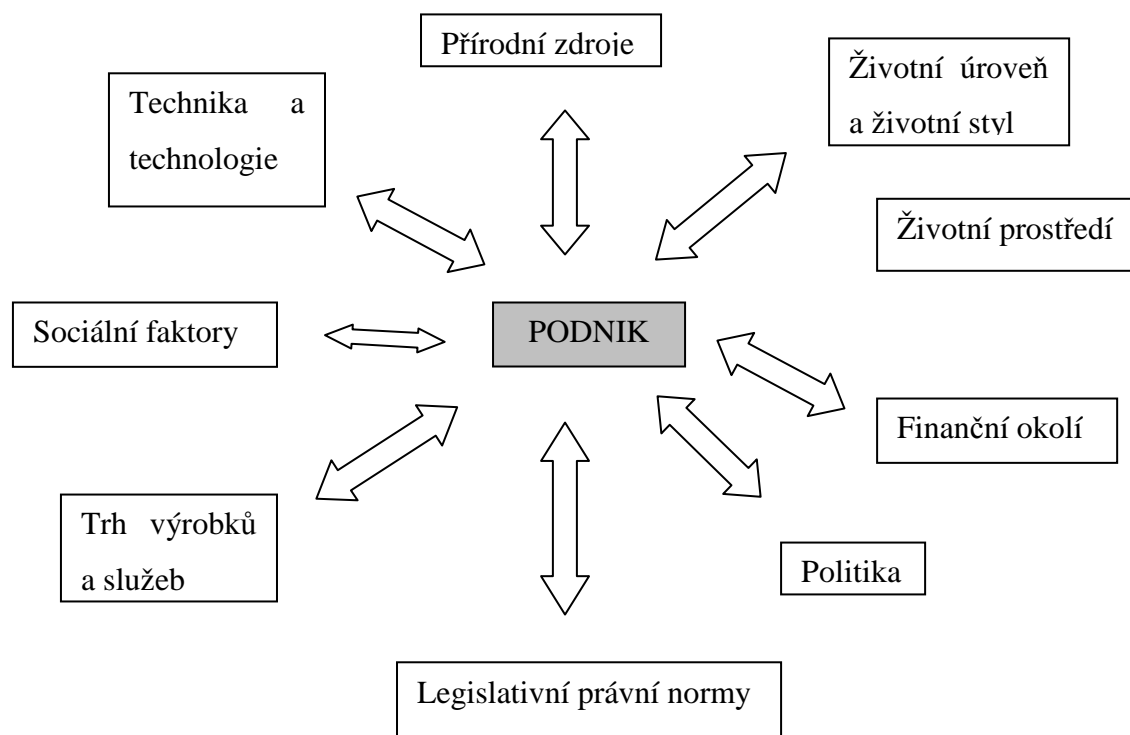 Přírodní zdroje
Životní úroveň
a životní styl
Technika a
technologie
Životní prostředí
Sociální faktory
PODNIK
Finanční okolí
Trh výrobků
a služeb
Politika
Legislativní právní normy